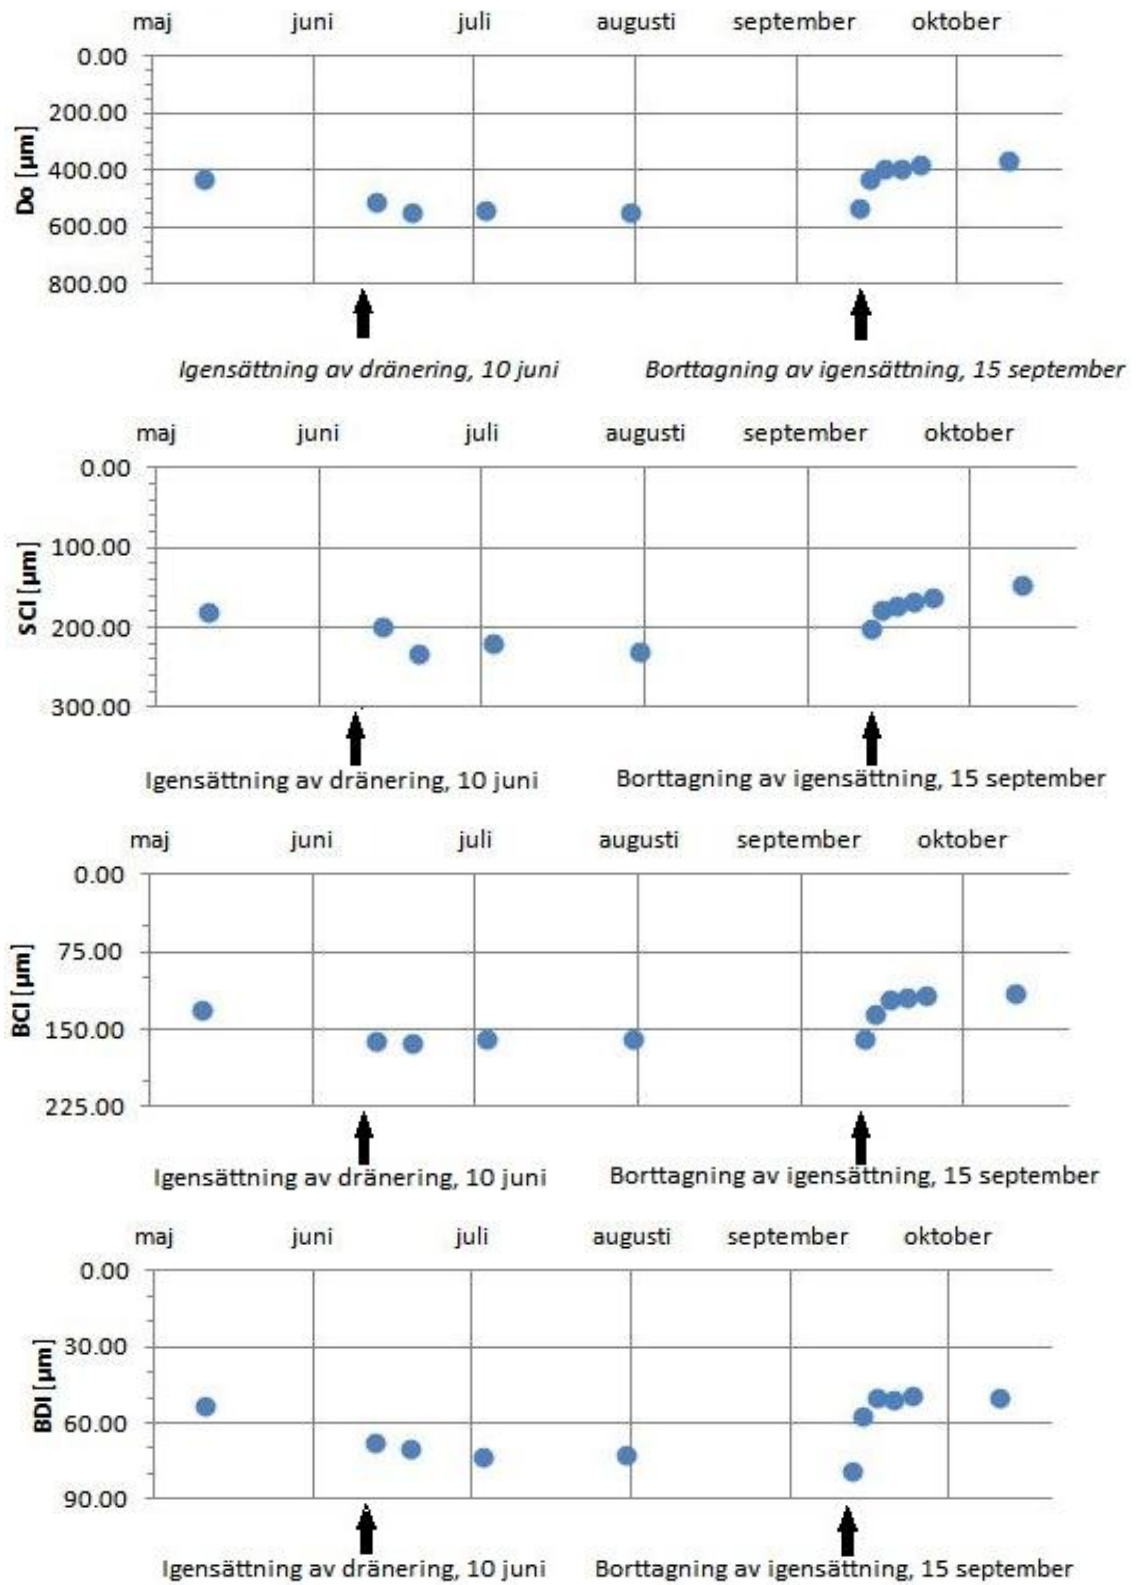 maj juni juli augusti september oktober
0.00
200.00
400.00
600.00
800.00
Do [µm]
Igensättning av dränering, 10 juni Borttagning av igensättning, 15 september
maj juni juli augusti september oktober
0.00
100.00
200.00
300.00
SCI [µm]
Igensättning av dränering, 10 juni Borttagning av igensättning, 15 september
maj juni juli augusti september oktober
0.00
75.00
150.00
225.00
BCI [µm]
Igensättning av dränering, 10 juni Borttagning av igensättning, 15 september
maj juni juli augusti september oktober
0.00
30.00
60.00
90.00
BDI [µm]
Igensättning av dränering, 10 juni Borttagning av igensättning, 15 september